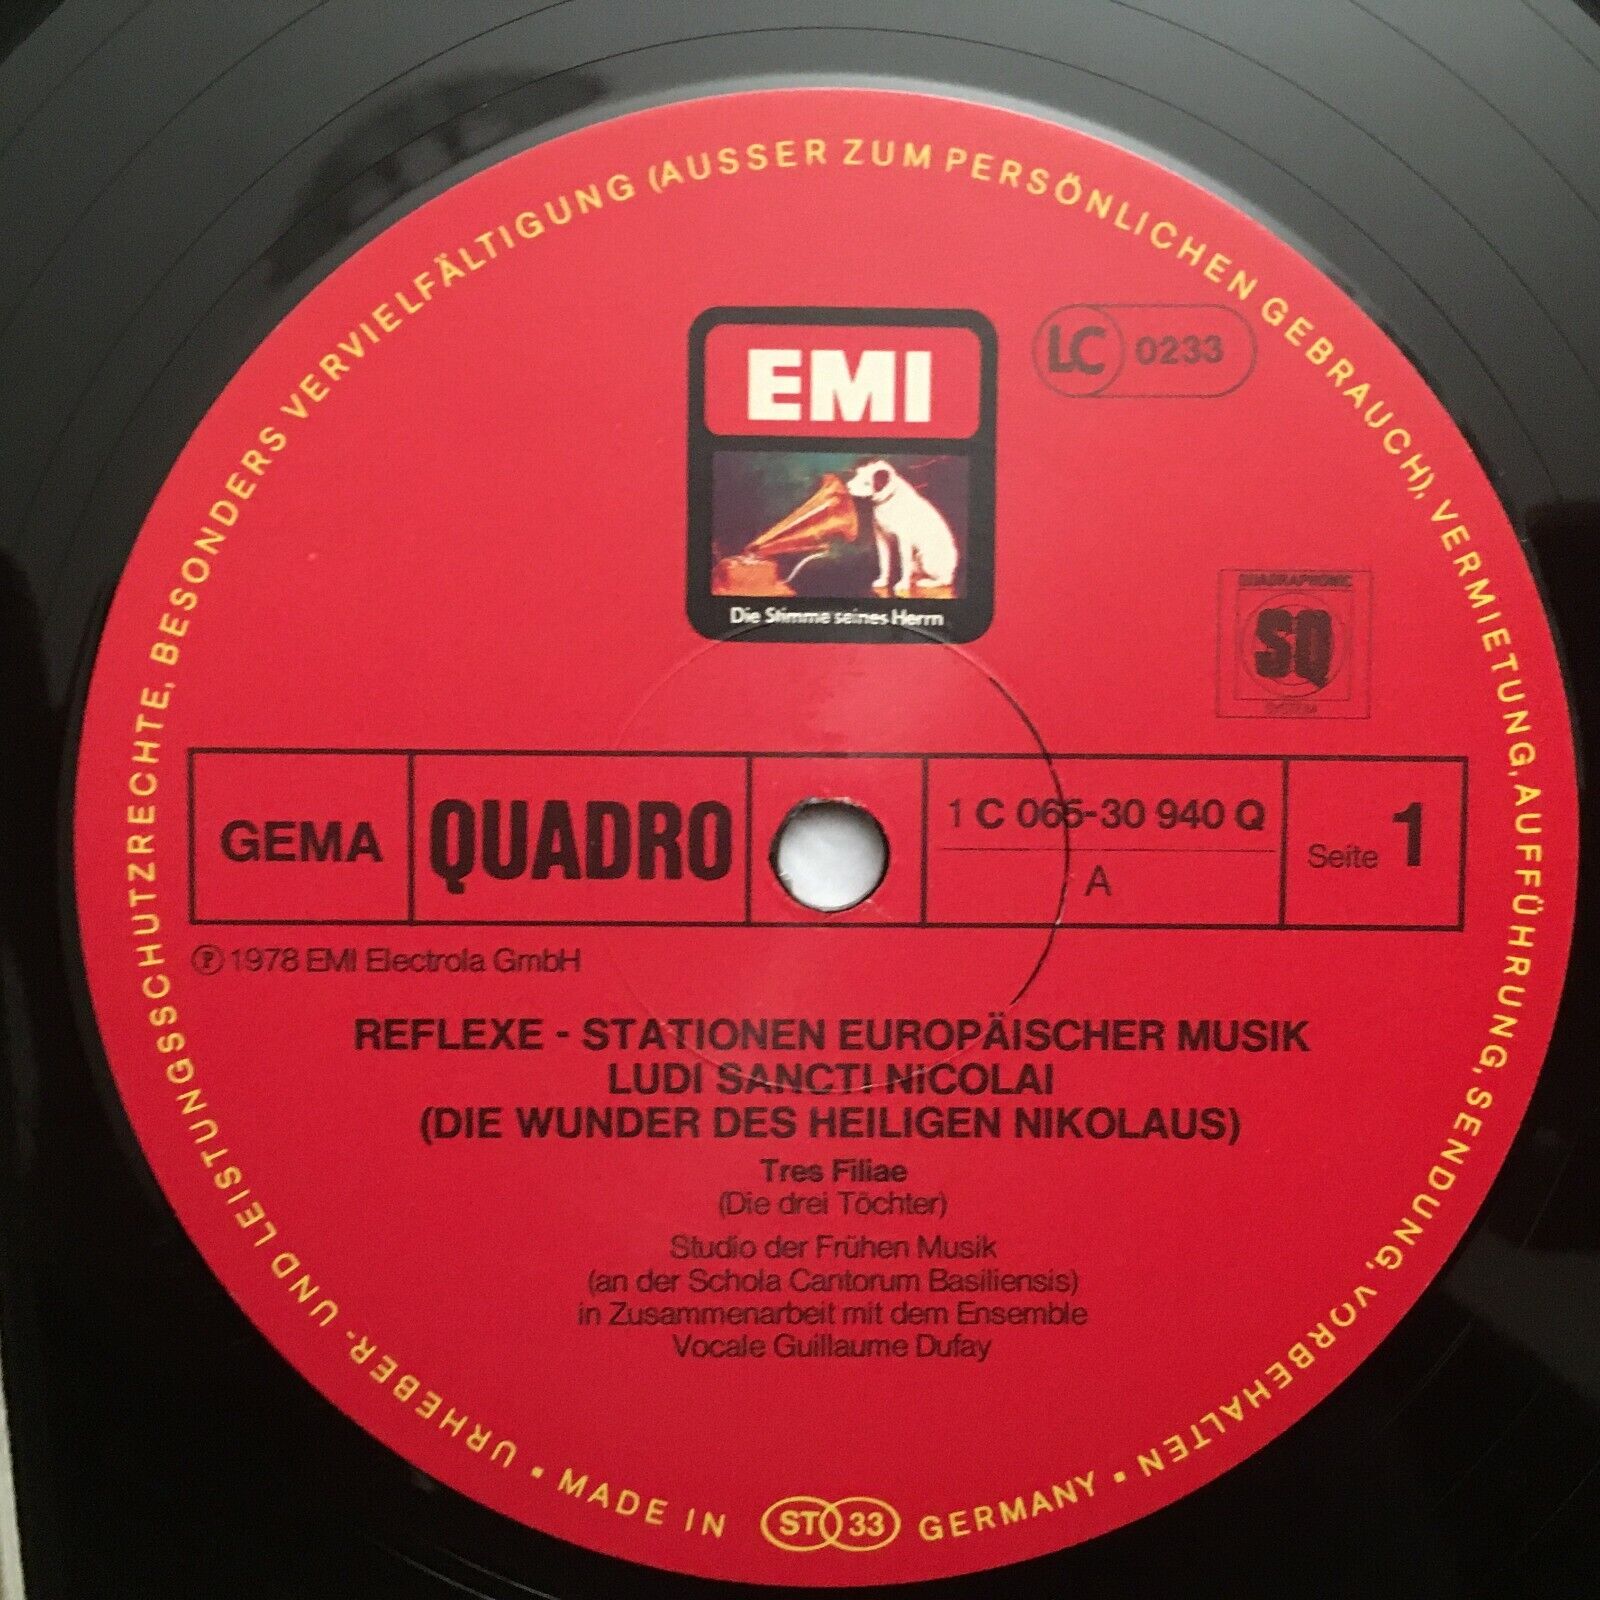 URHEBER- UND LEISTUNGSSCHUTZRECHTE, BESONDERS VERVIELFÄLTIGUNG (AUSSER ZUM PERSÖNLICHEN GEBRAUCH), VERMIETUNG, AUFFÜHRUNG, SENDUNG, VORBEHALTEN
EMI
LC 0233
Die Stimme seines Herrn
QUADRAPHONIC
SQ
SYSTEM
GEMA
QUADRO
1 C 065-30 940 Q
A
Seite 1
Ⓟ 1978 EMI Electrola GmbH
REFLEXE - STATIONEN EUROPÄISCHER MUSIK
LUDI SANCTI NICOLAI
(DIE WUNDER DES HEILIGEN NIKOLAUS)
Tres Filiae
(Die drei Töchter)
Studio der Frühen Musik
(an der Schola Cantorum Basiliensis)
in Zusammenarbeit mit dem Ensemble
Vocale Guillaume Dufay
• MADE IN ST 33 GERMANY •